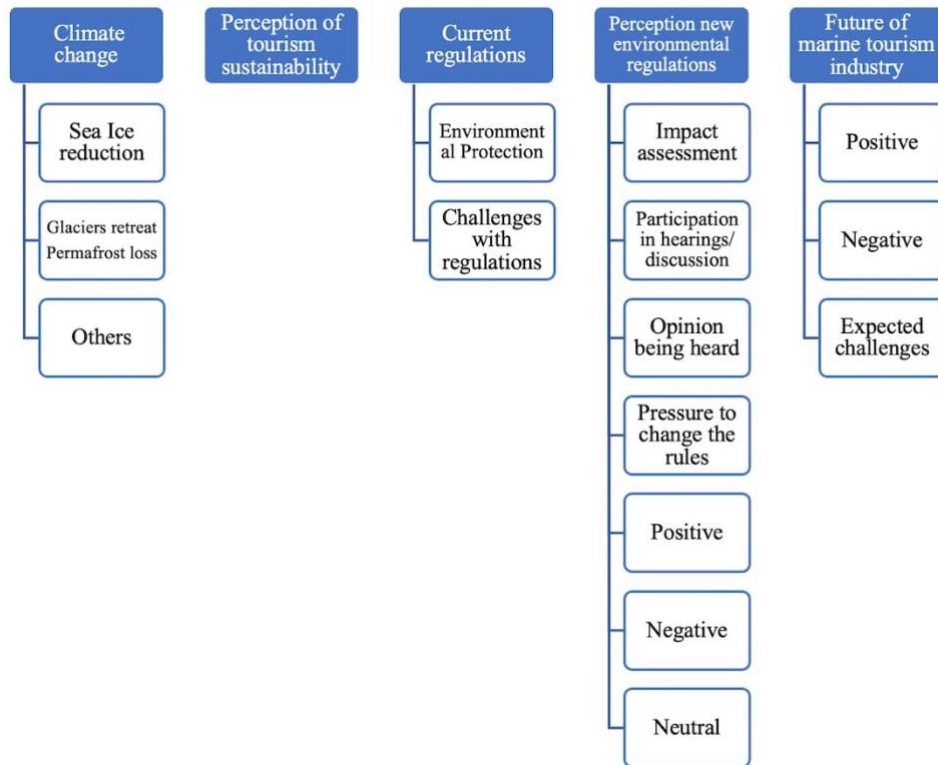 Climate
change
Sea Ice
reduction
Glaciers retreat
Permafrost loss
Others
Perception of
tourism
sustainability
Current
regulations
Environment
al Protection
Challenges
with
regulations
Perception new
environmental
regulations
Impact
assessment
Participation
in hearings/
discussion
Opinion
being heard
Pressure to
change the
rules
Positive
Negative
Neutral
Future of
marine tourism
industry
Positive
Negative
Expected
challenges